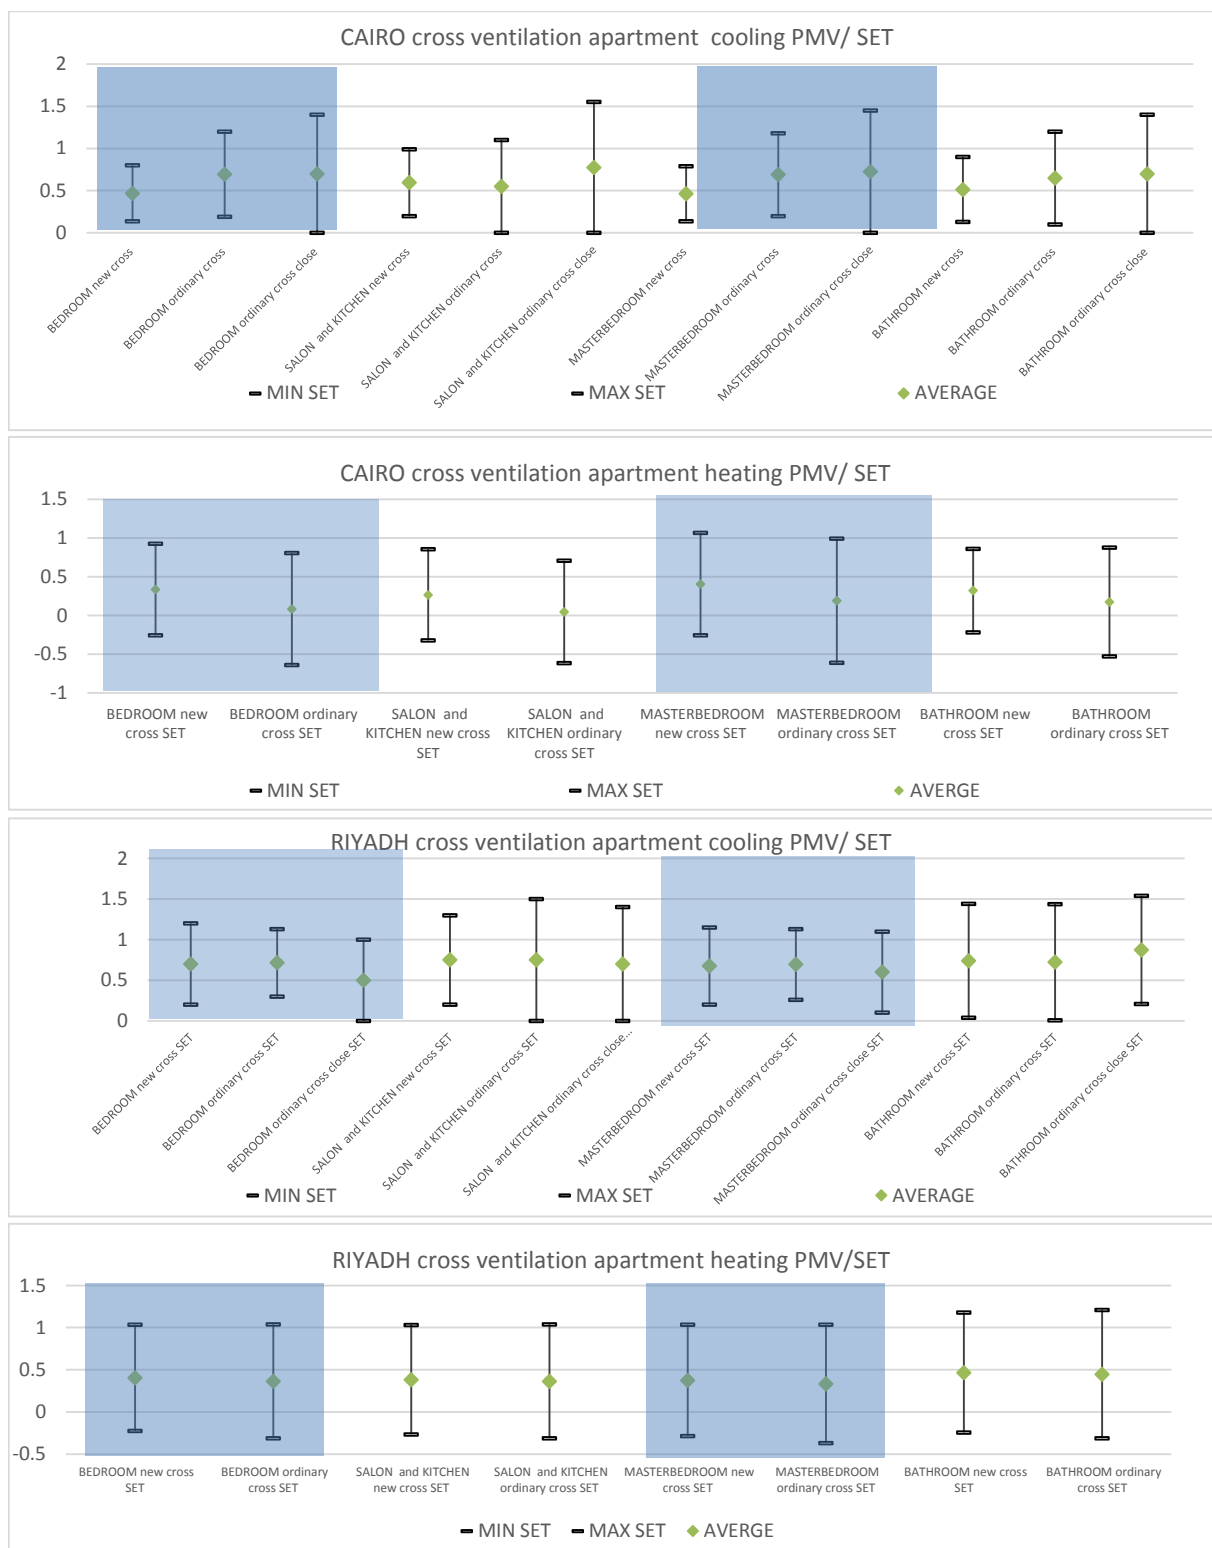 CAIRO cross ventilation apartment  cooling PMV/ SET
2
1.5
1
0.5
0
BEDROOM new cross
BEDROOM ordinary cross
BEDROOM ordinary cross close
SALON and KITCHEN new cross
SALON and KITCHEN ordinary cross
SALON and KITCHEN ordinary cross close
MASTERBEDROOM new cross
MASTERBEDROOM ordinary cross
MASTERBEDROOM ordinary cross close
BATHROOM new cross
BATHROOM ordinary cross
BATHROOM ordinary cross close
MIN SET
MAX SET
AVERAGE
CAIRO cross ventilation apartment heating PMV/ SET
1.5
1
0.5
0
-0.5
-1
BEDROOM new
cross SET
BEDROOM ordinary
cross SET
SALON  and
KITCHEN new cross
SET
SALON  and
KITCHEN ordinary
cross SET
MASTERBEDROOM
new cross SET
MASTERBEDROOM
ordinary cross SET
BATHROOM new
cross SET
BATHROOM
ordinary cross SET
MIN SET
MAX SET
AVERGE
RIYADH cross ventilation apartment cooling PMV/ SET
2
1.5
1
0.5
0
BEDROOM new cross SET
BEDROOM ordinary cross SET
BEDROOM ordinary cross close SET
SALON  and KITCHEN new cross SET
SALON  and KITCHEN ordinary cross SET
SALON  and KITCHEN ordinary cross close…
MASTERBEDROOM new cross SET
MASTERBEDROOM ordinary cross SET
MASTERBEDROOM ordinary cross close SET
BATHROOM new cross SET
BATHROOM ordinary cross SET
BATHROOM ordinary cross close SET
MIN SET
MAX SET
AVERAGE
RIYADH cross ventilation apartment heating PMV/SET
1.5
1
0.5
0
-0.5
BEDROOM new cross
SET
BEDROOM ordinary
cross SET
SALON  and KITCHEN
new cross SET
SALON  and KITCHEN
ordinary cross SET
MASTERBEDROOM new
cross SET
MASTERBEDROOM
ordinary cross SET
BATHROOM new cross
SET
BATHROOM ordinary
cross SET
MIN SET
MAX SET
AVERGE